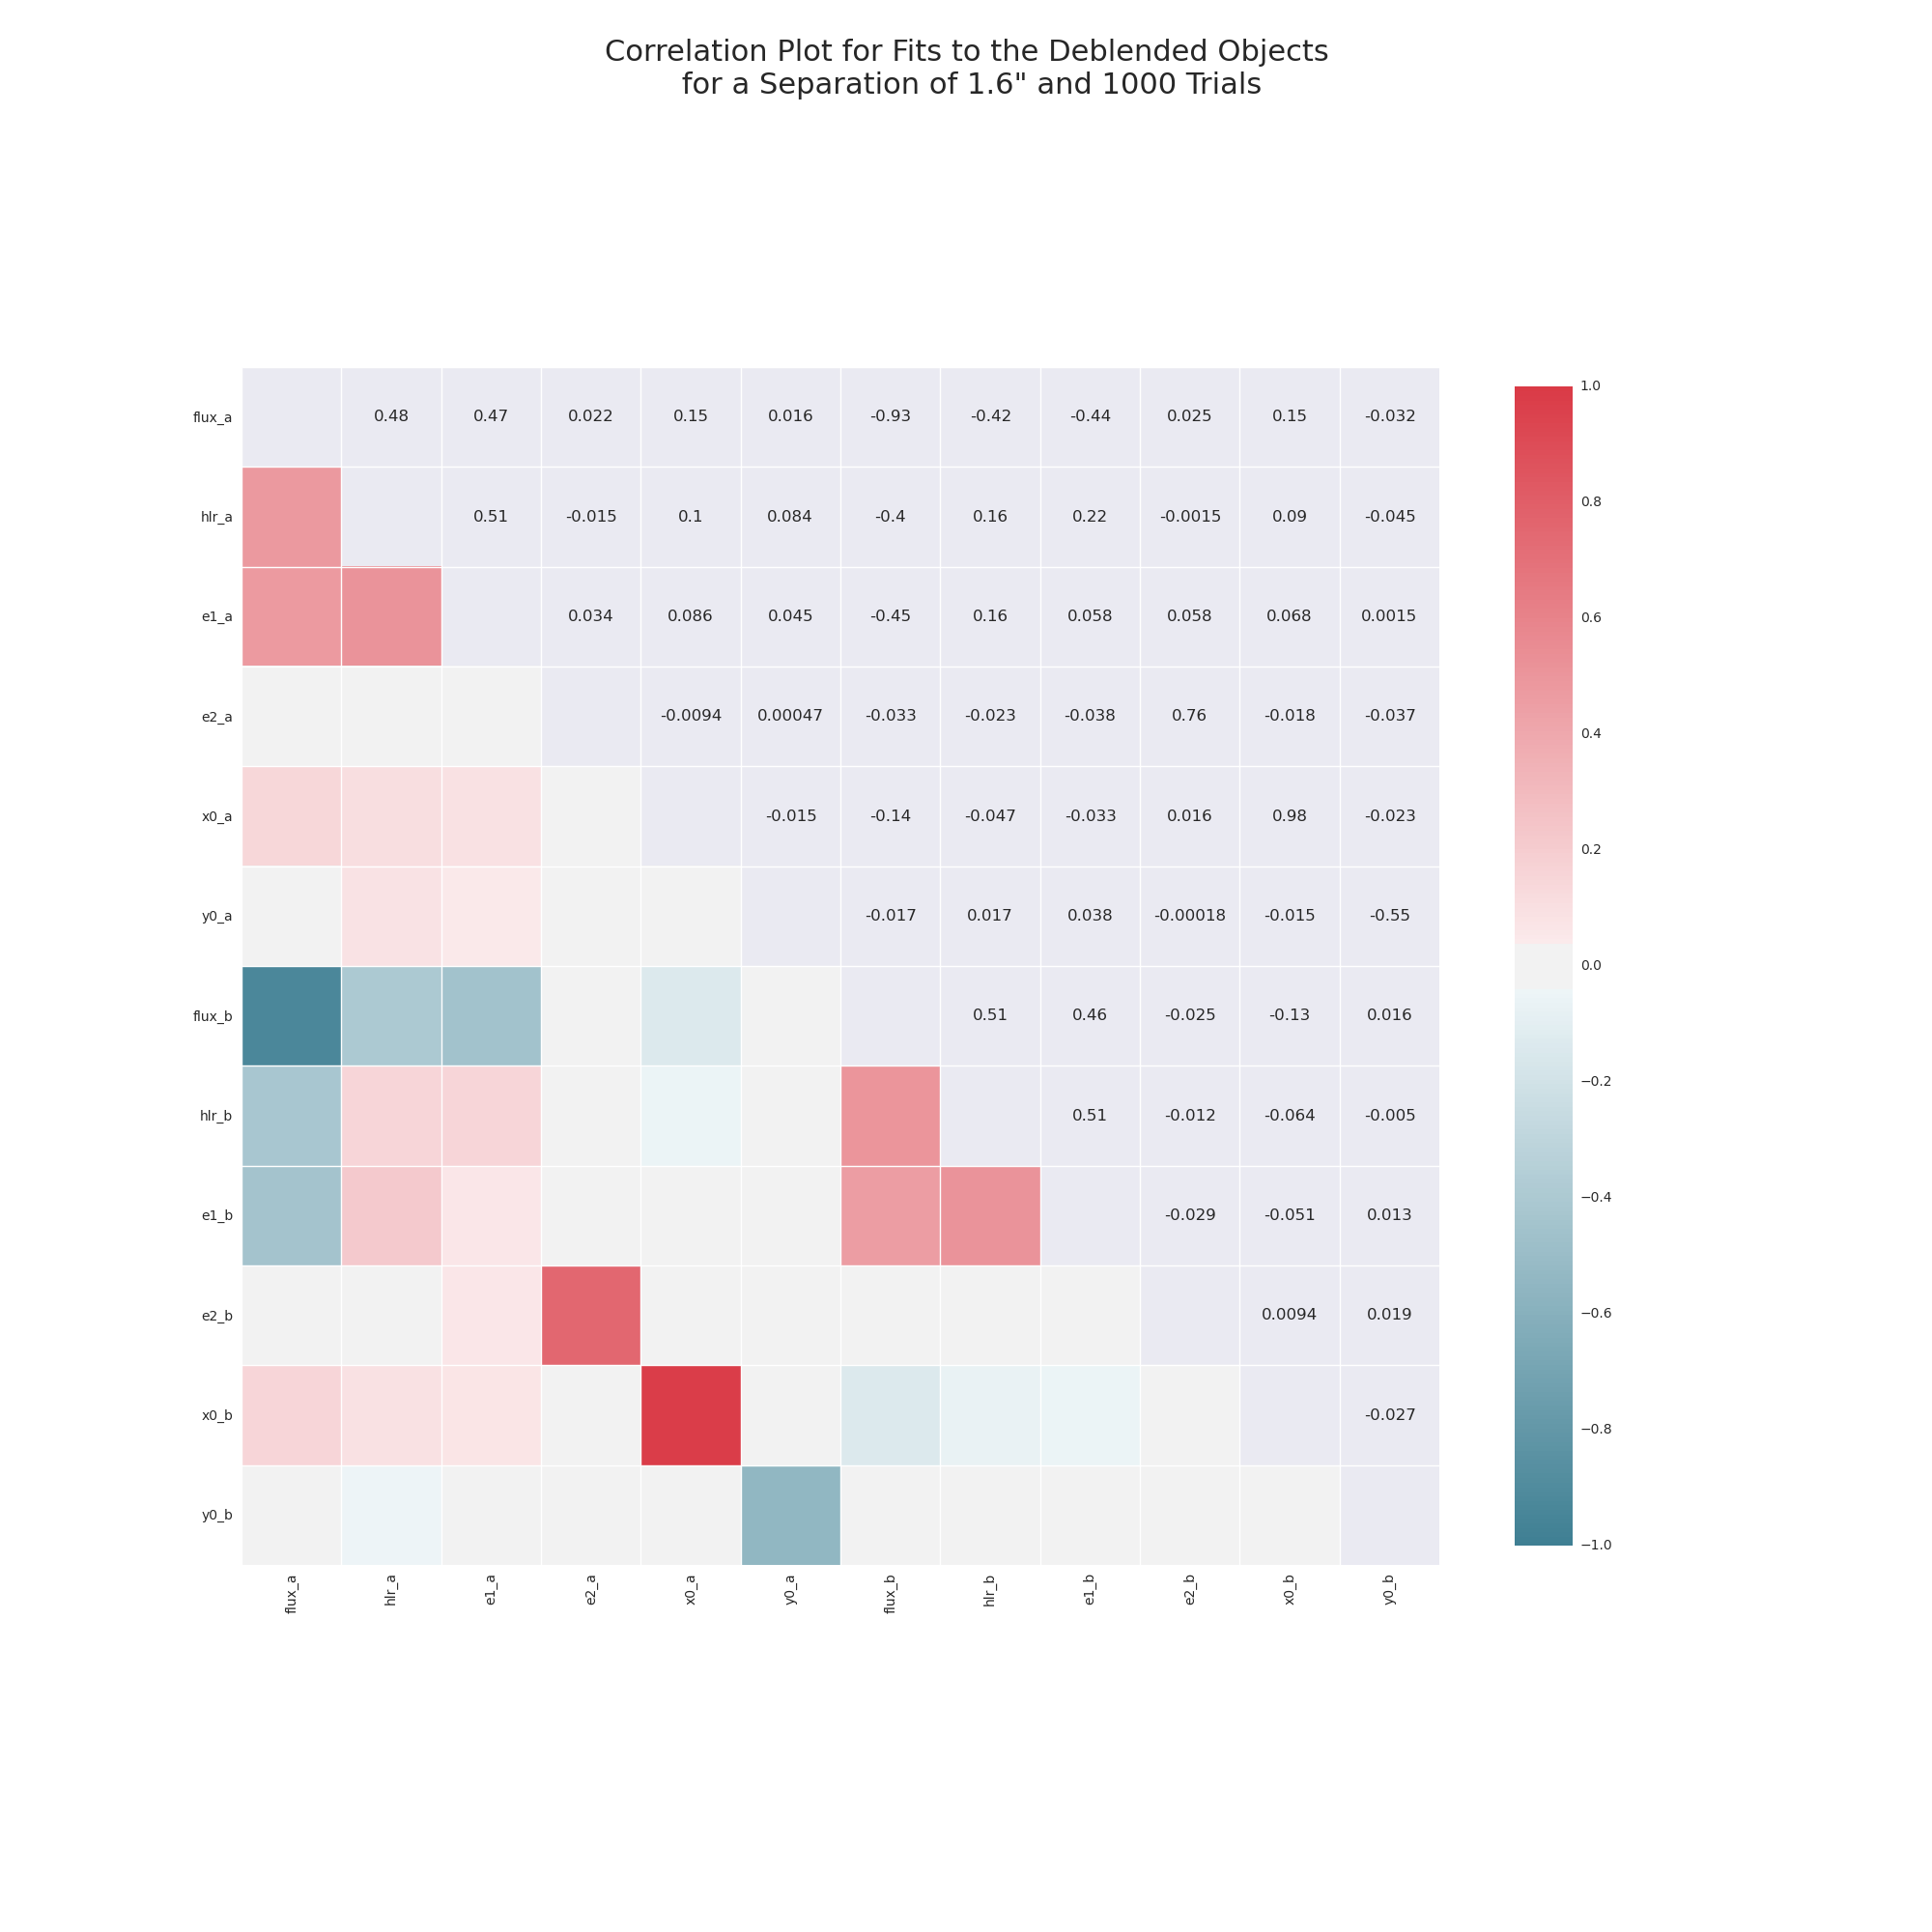 Correlation Plot for Fits to the Deblended Objects
for a Separation of 1.6" and 1000 Trials
flux_a 0.48 0.47 0.022 0.15 0.016 -0.93 -0.42 -0.44 0.025 0.15 -0.032
hlr_a 0.51 -0.015 0.1 0.084 -0.4 0.16 0.22 -0.0015 0.09 -0.045
e1_a 0.034 0.086 0.045 -0.45 0.16 0.058 0.058 0.068 0.0015
e2_a -0.0094 0.00047 -0.033 -0.023 -0.038 0.76 -0.018 -0.037
x0_a -0.015 -0.14 -0.047 -0.033 0.016 0.98 -0.023
y0_a -0.017 0.017 0.038 -0.00018 -0.015 -0.55
flux_b 0.51 0.46 -0.025 -0.13 0.016
hlr_b 0.51 -0.012 -0.064 -0.005
e1_b -0.029 -0.051 0.013
e2_b 0.0094 0.019
x0_b -0.027
y0_b
flux_a hlr_a e1_a e2_a x0_a y0_a flux_b hlr_b e1_b e2_b x0_b y0_b
1.0
0.8
0.6
0.4
0.2
0.0
−0.2
−0.4
−0.6
−0.8
−1.0